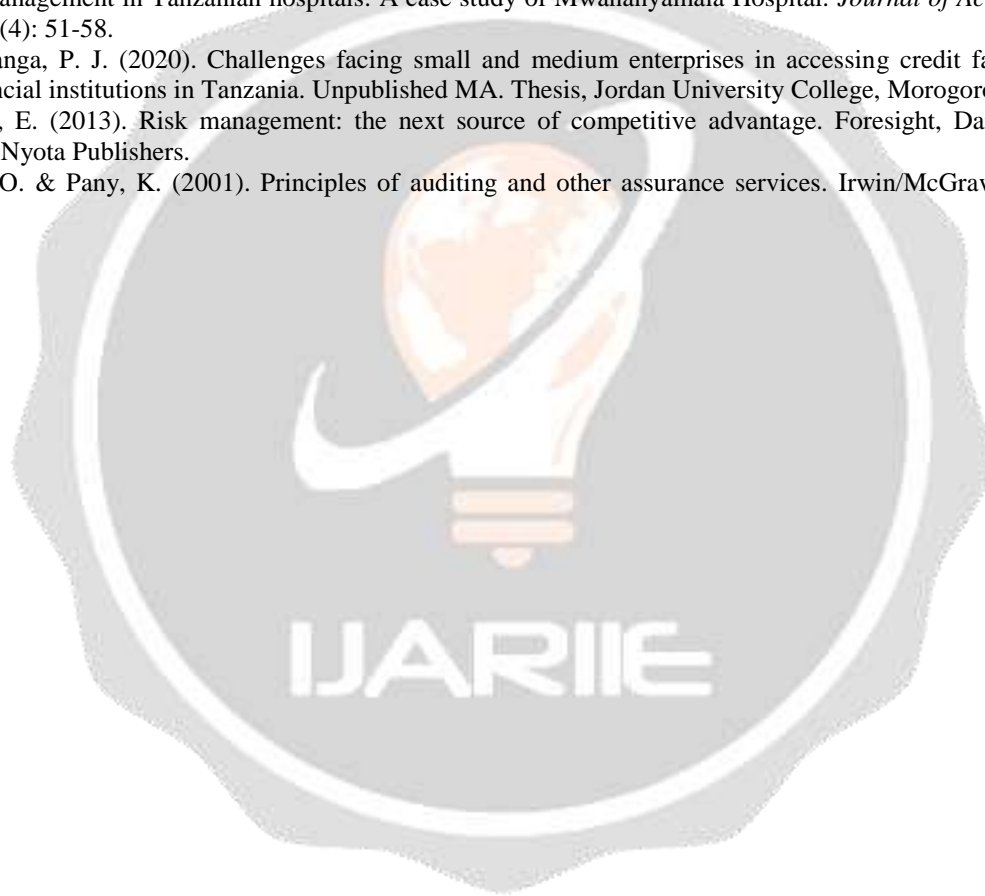 anagement in Tanzanian hospitals: A case study of Mwananyamala Hospital. Journal of Ac
(4): 51-58.
anga, P. J. (2020). Challenges facing small and medium enterprises in accessing credit fa
ncial institutions in Tanzania. Unpublished MA. Thesis, Jordan University College, Morogoro
, E. (2013). Risk management: the next source of competitive advantage. Foresight, Da
Nyota Publishers.
O. & Pany, K. (2001). Principles of auditing and other assurance services. Irwin/McGraw
IJARIIE